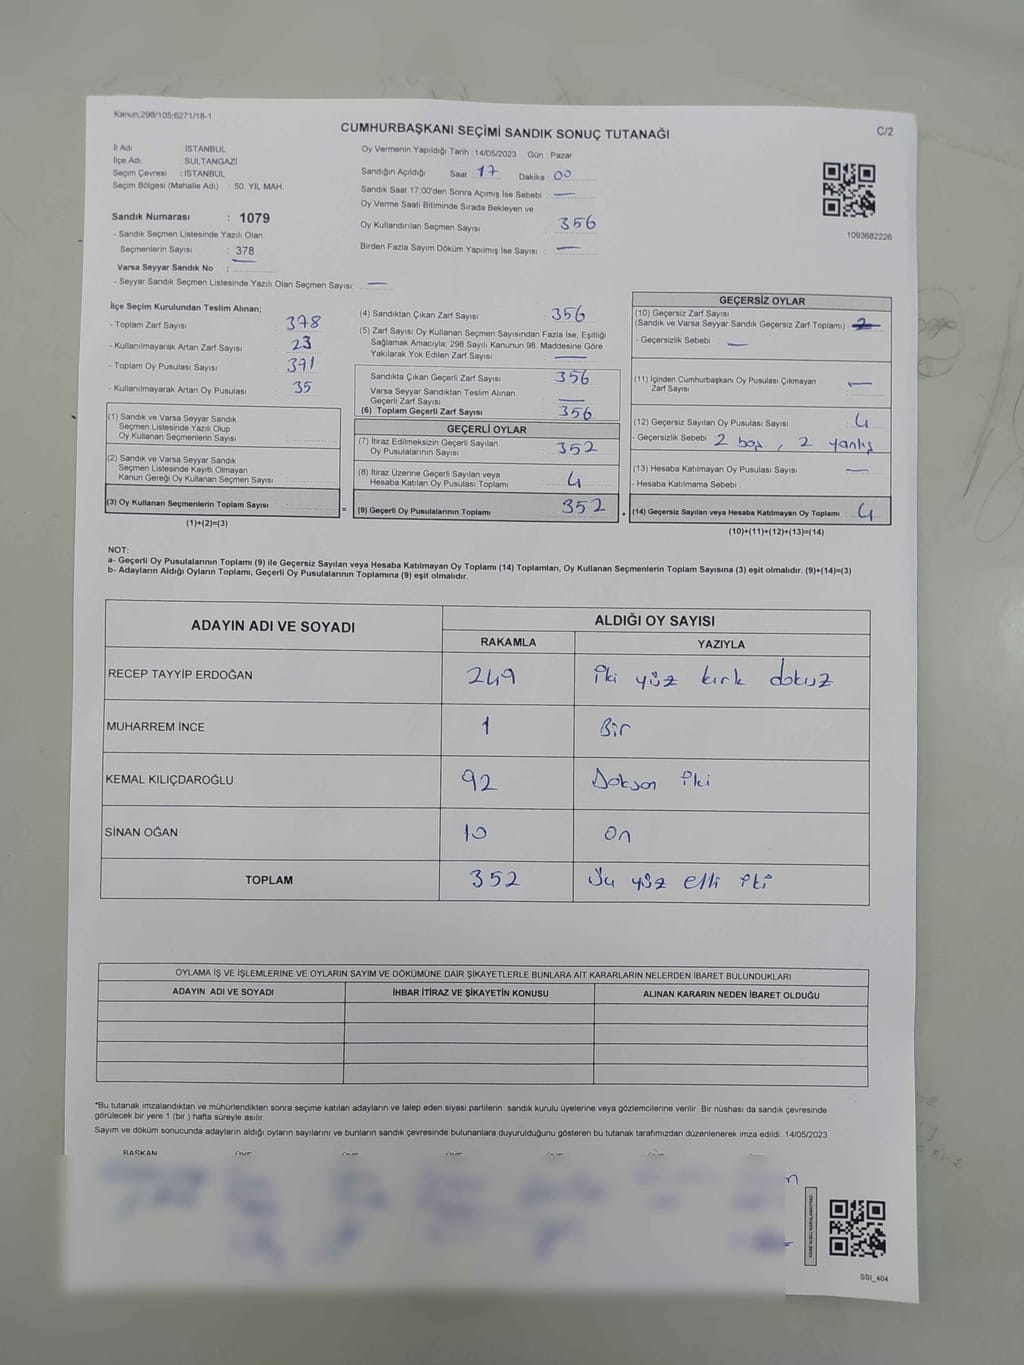 Kanun;298/105;6271/18-1
CUMHURBAŞKANI SEÇİMİ SANDIK SONUÇ TUTANAĞI
C/2
İl Adı : İSTANBUL
İlçe Adı : SULTANGAZİ
Seçim Çevresi : İSTANBUL
Seçim Bölgesi (Mahalle Adı) : 50. YIL MAH.
Sandık Numarası : 1079
- Sandık Seçmen Listesinde Yazılı Olan
Seçmenlerin Sayısı : 378
Varsa Seyyar Sandık No :
- Seyyar Sandık Seçmen Listesinde Yazılı Olan Seçmen Sayısı: —
Oy Vermenin Yapıldığı Tarih : 14/05/2023 Gün : Pazar
Sandığın Açıldığı Saat : 17 Dakika : 00
Sandık Saat 17:00'den Sonra Açımış İse Sebebi : —
Oy Verme Saati Bitiminde Sırada Bekleyen ve
Oy Kullandırılan Seçmen Sayısı : 356
Birden Fazla Sayım Döküm Yapılmış İse Sayısı : —
1093682226
İlçe Seçim Kurulundan Teslim Alınan;
- Toplam Zarf Sayısı : 378
- Kullanılmayarak Artan Zarf Sayısı : 23
- Toplam Oy Pusulası Sayısı : 391
- Kullanılmayarak Artan Oy Pusulası : 35
(1) Sandık ve Varsa Seyyar Sandık
Seçmen Listesinde Yazılı Olup
Oy Kullanan Seçmenlerin Sayısı :
(2) Sandık ve Varsa Seyyar Sandık
Seçmen Listesinde Kayıtlı Olmayan
Kanun Gereği Oy Kullanan Seçmen Sayısı :
(3) Oy Kullanan Seçmenlerin Toplam Sayısı :
(1)+(2)=(3)
(4) Sandıktan Çıkan Zarf Sayısı : 356
(5) Zarf Sayısı Oy Kullanan Seçmen Sayısından Fazla İse, Eşitliği
Sağlamak Amacıyla; 298 Sayılı Kanunun 98. Maddesine Göre
Yakılarak Yok Edilen Zarf Sayısı : —
Sandıkta Çıkan Geçerli Zarf Sayısı : 356
Varsa Seyyar Sandıktan Teslim Alınan
Geçerli Zarf Sayısı : —
(6) Toplam Geçerli Zarf Sayısı : 356
GEÇERLİ OYLAR
(7) İtiraz Edilmeksizin Geçerli Sayılan
Oy Pusulalarının Sayısı : 352
(8) İtiraz Üzerine Geçerli Sayılan veya
Hesaba Katılan Oy Pusulası Toplamı : 4
= (9) Geçerli Oy Pusulalarının Toplamı : 352 +
GEÇERSİZ OYLAR
(10) Geçersiz Zarf Sayısı
(Sandık ve Varsa Seyyar Sandık Geçersiz Zarf Toplamı) :
- Geçersizlik Sebebi : —
(11) İçinden Cumhurbaşkanı Oy Pusulası Çıkmayan
Zarf Sayısı : —
(12) Geçersiz Sayılan Oy Pusulası Sayısı : 4
- Geçersizlik Sebebi : 2 boş, 2 yanlış
(13) Hesaba Katılmayan Oy Pusulası Sayısı : —
- Hesaba Katılmama Sebebi :
(14) Geçersiz Sayılan veya Hesaba Katılmayan Oy Toplamı : 4
(10)+(11)+(12)+(13)=(14)
NOT:
a- Geçerli Oy Pusulalarının Toplamı (9) ile Geçersiz Sayılan veya Hesaba Katılmayan Oy Toplamı (14) Toplamları, Oy Kullanan Seçmenlerin Toplam Sayısına (3) eşit olmalıdır. (9)+(14)=(3)
b- Adayların Aldığı Oyların Toplamı, Geçerli Oy Pusulalarının Toplamına (9) eşit olmalıdır.
ADAYIN ADI VE SOYADI
ALDIĞI OY SAYISI
RAKAMLA YAZIYLA
RECEP TAYYİP ERDOĞAN 249 iki yüz kırk dokuz
MUHARREM İNCE 1 Bir
KEMAL KILIÇDAROĞLU 92 Doksan iki
SİNAN OĞAN 10 on
TOPLAM 352 Üç yüz elli iki
OYLAMA İŞ VE İŞLEMLERİNE VE OYLARIN SAYIM VE DÖKÜMÜNE DAİR ŞİKAYETLERLE BUNLARA AİT KARARLARIN NELERDEN İBARET BULUNDUKLARI
ADAYIN ADI VE SOYADI İHBAR İTİRAZ VE ŞİKAYETİN KONUSU ALINAN KARARIN NEDEN İBARET OLDUĞU
*Bu tutanak imzalandıktan ve mühürlendikten sonra seçime katılan adayların ve talep eden siyasi partilerin sandık kurulu üyelerine veya gözlemcilerine verilir. Bir nüshası da sandık çevresinde
görülecek bir yere 1 (bir ) hafta süreyle asılır.
Sayım ve döküm sonucunda adayların aldığı oyların sayılarını ve bunların sandık çevresinde bulunanlara duyurulduğunu gösteren bu tutanak tarafımızdan düzenlenerek imza edildi. 14/05/2023
BAŞKAN
SSI_404